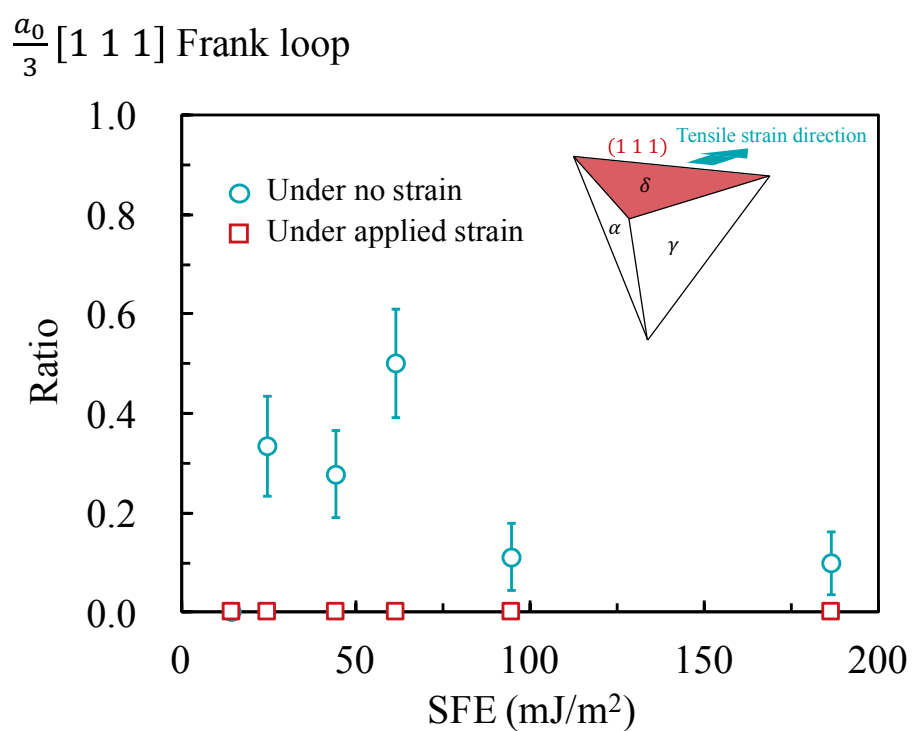 a₀/3 [1 1 1] Frank loop
1.0
0.8
0.6
0.4
0.2
0.0
Ratio
Under no strain
Under applied strain
(1 1 1)
Tensile strain direction
δ
α
γ
0 50 100 150 200
SFE (mJ/m²)